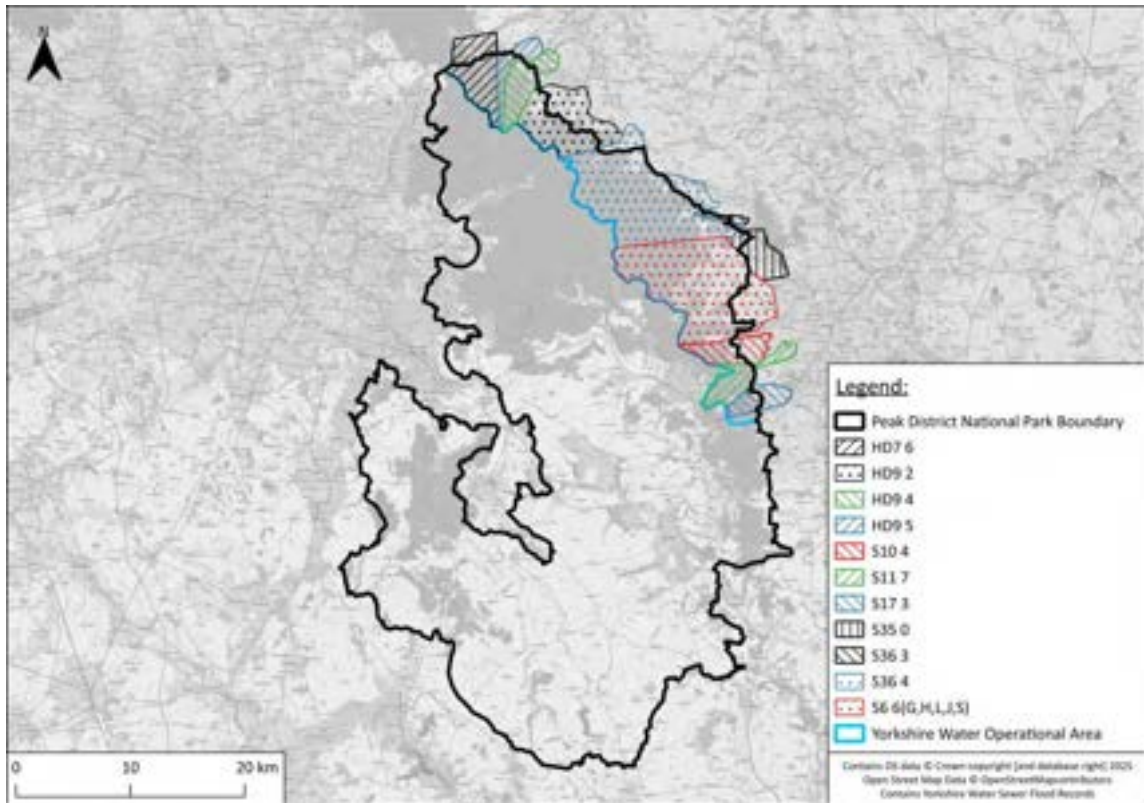 N
Legend:
Peak District National Park Boundary
HD7 6
HD9 2
HD9 4
HD9 5
S10 4
S11 7
S17 3
S35 0
S36 3
S36 4
S6 6(G,H,L,J,S)
Yorkshire Water Operational Area
0 10 20 km
Contains OS data © Crown copyright [and database right] 2025
Open Street Map Data © OpenStreetMapcontributors
Contains Yorkshire Water Sewer Flood Records